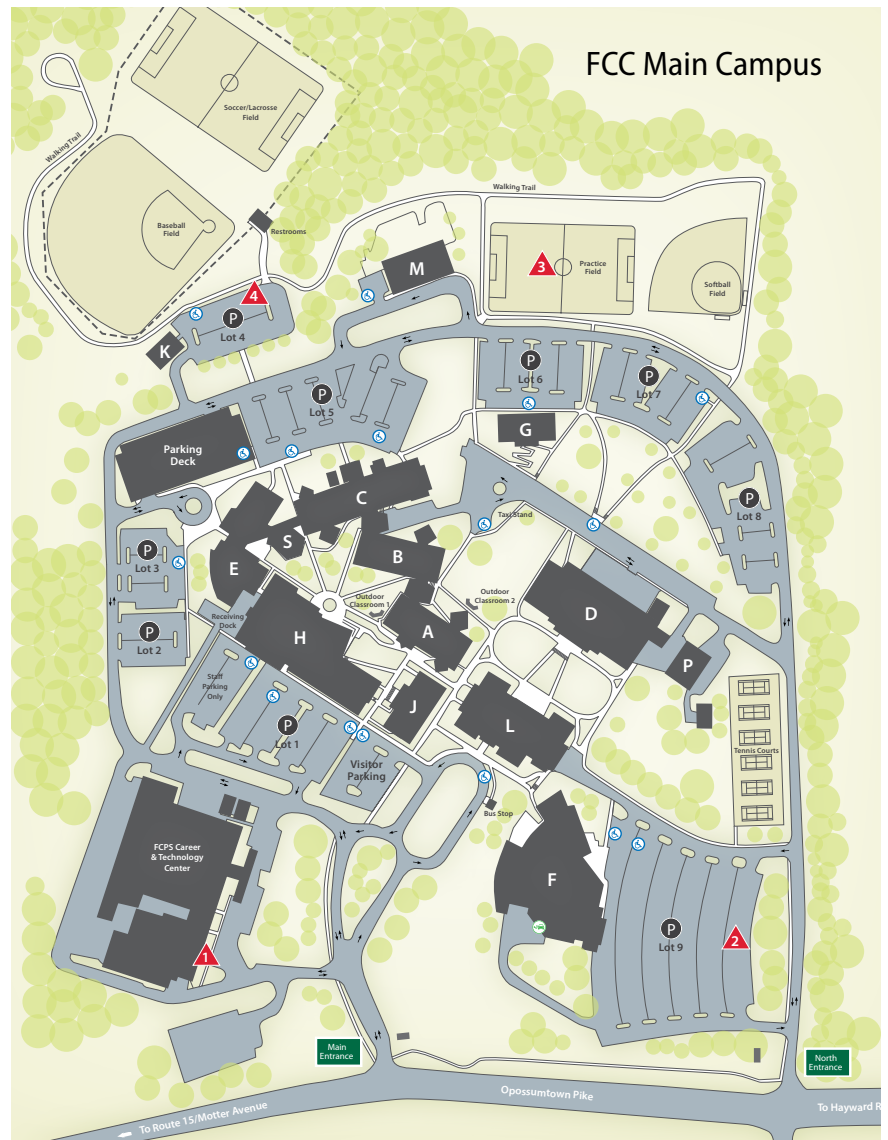 FCC Main Campus
Soccer/Lacrosse
Field
Walking Trail
Walking Trail
Baseball
Field
Restrooms
M
3
Practice
Field
Softball
Field
4
P
Lot 4
K
P
Lot 5
P
Lot 6
P
Lot 7
G
Parking
Deck
C
P
Lot 8
Taxi Stand
S
B
P
Lot 3
E
Outdoor
Classroom 1
Outdoor
Classroom 2
D
Receiving
Dock
A
H
P
Lot 2
P
Staff
Parking
Only
J
L
P
Lot 1
Visitor
Parking
Tennis Courts
Bus Stop
FCPS Career
& Technology
Center
F
P
Lot 9
2
1
Main
Entrance
North
Entrance
Opossumtown Pike
To Route 15/Motter Avenue
To Hayward R